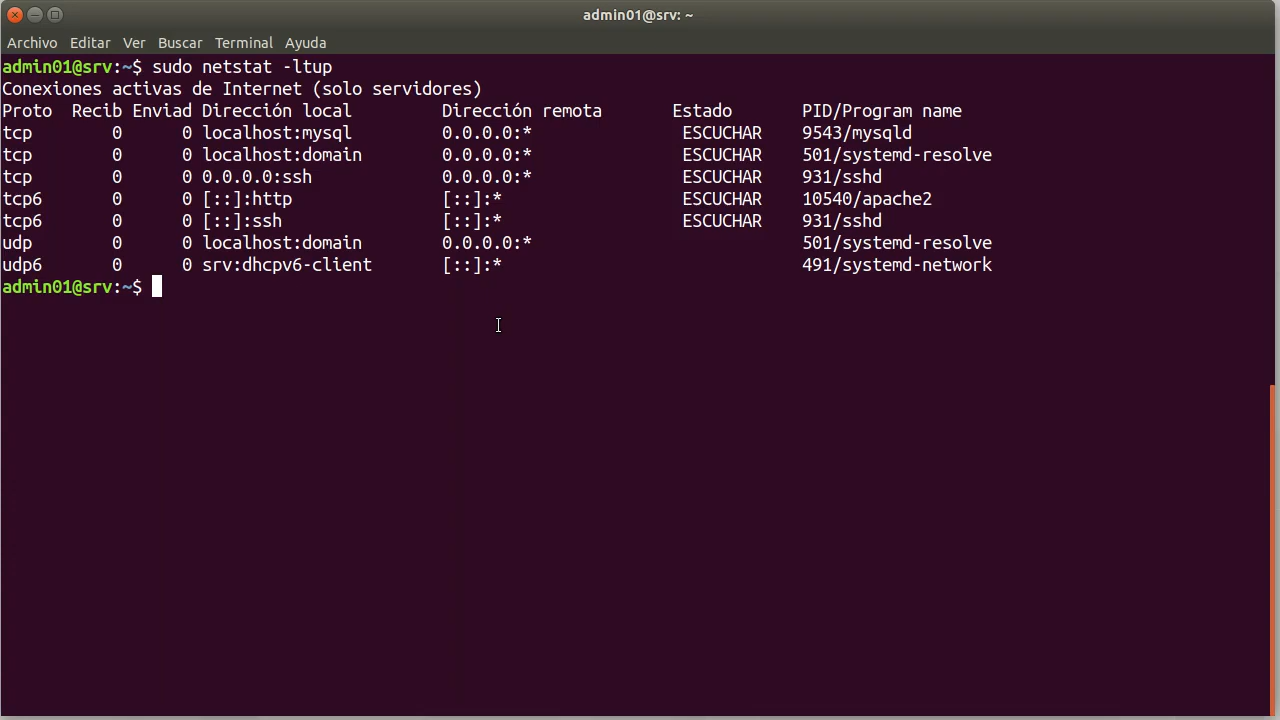 admin01@srv: ~
Archivo Editar Ver Buscar Terminal Ayuda
admin01@srv:~$ sudo netstat -ltup
Conexiones activas de Internet (solo servidores)
Proto  Recib Enviad Dirección local         Dirección remota       Estado       PID/Program name
tcp        0      0 localhost:mysql         0.0.0.0:*               ESCUCHAR    9543/mysqld
tcp        0      0 localhost:domain        0.0.0.0:*               ESCUCHAR    501/systemd-resolve
tcp        0      0 0.0.0.0:ssh             0.0.0.0:*               ESCUCHAR    931/sshd
tcp6       0      0 [::]:http               [::]:*                  ESCUCHAR    10540/apache2
tcp6       0      0 [::]:ssh                [::]:*                  ESCUCHAR    931/sshd
udp        0      0 localhost:domain        0.0.0.0:*                           501/systemd-resolve
udp6       0      0 srv:dhcpv6-client       [::]:*                              491/systemd-network
admin01@srv:~$